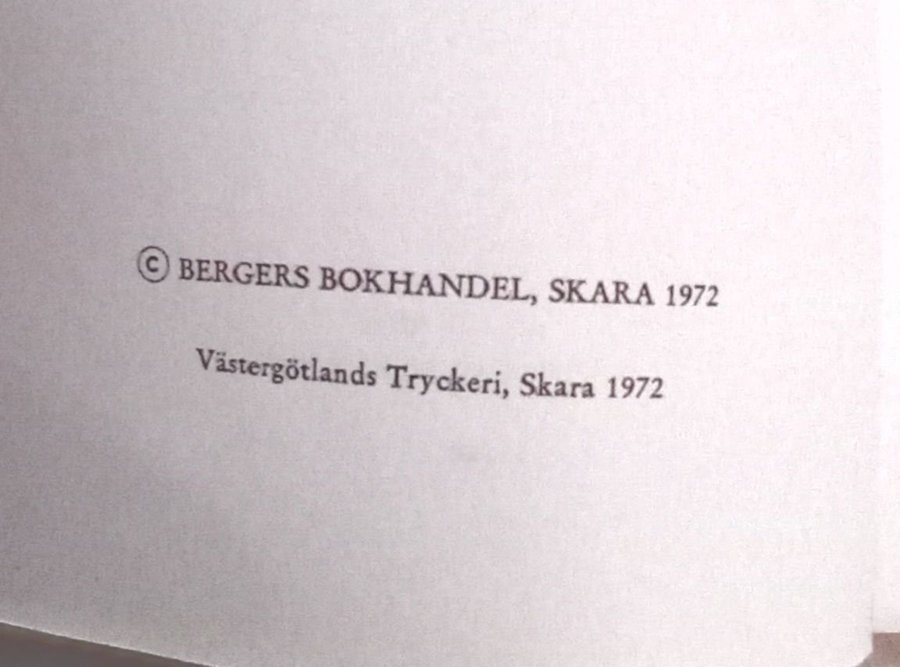 © BERGERS BOKHANDEL, SKARA 1972
Västergötlands Tryckeri, Skara 1972